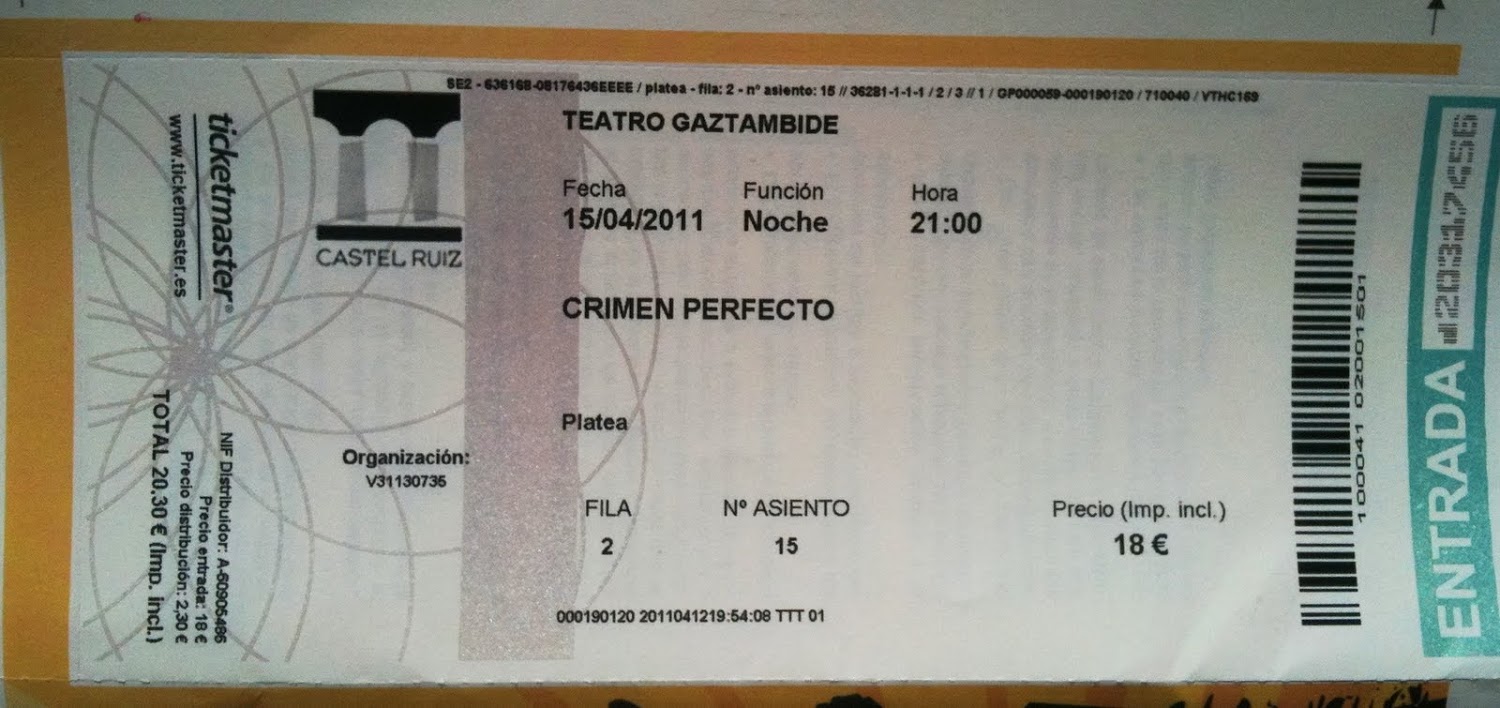 SE2 - 636168-08176436EEEE / platea - fila: 2 - nº asiento: 15 // 36281-1-1-1 / 2 / 3 // 1 / GP000059-000190120 / 710040 / VTHC169
TEATRO GAZTAMBIDE
Fecha Función Hora
15/04/2011 Noche 21:00
CRIMEN PERFECTO
Platea
FILA Nº ASIENTO Precio (Imp. incl.)
2 15 18 €
000190120 2011041219:54:08 TTT 01
CASTEL RUIZ
Organización:
V31130735
ticketmaster®
www.ticketmaster.es
NIF Distribuidor: A-60905486
Precio entrada: 18 €
Precio distribución: 2,30 €
TOTAL 20,30 € (Imp. incl.)
100041 02001S01
ENTRADA